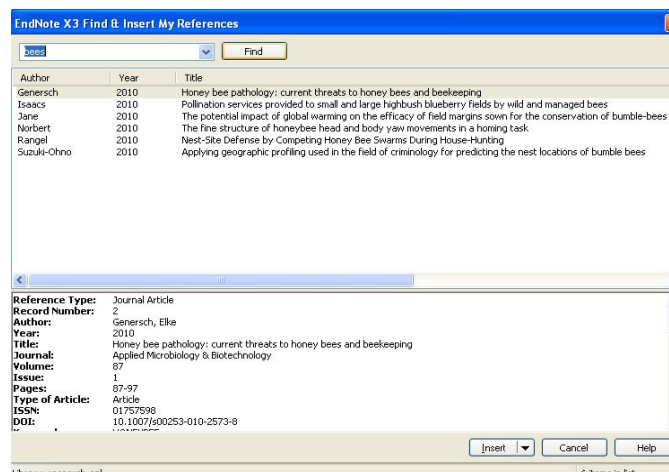 EndNote X3 Find & Insert My References
bees Find
Author Year Title
Genersch 2010 Honey bee pathology: current threats to honey bees and beekeeping
Isaacs 2010 Pollination services provided to small and large highbush blueberry fields by wild and managed bees
Jane 2010 The potential impact of global warming on the efficacy of field margins sown for the conservation of bumble-bees
Norbert 2010 The fine structure of honeybee head and body yaw movements in a homing task
Rangel 2010 Nest-Site Defense by Competing Honey Bee Swarms During House-Hunting
Suzuki-Ohno 2010 Applying geographic profiling used in the field of criminology for predicting the nest locations of bumble bees
Reference Type: Journal Article
Record Number: 2
Author: Genersch, Elke
Year: 2010
Title: Honey bee pathology: current threats to honey bees and beekeeping
Journal: Applied Microbiology & Biotechnology
Volume: 87
Issue: 1
Pages: 87-97
Type of Article: Article
ISSN: 01757598
DOI: 10.1007/s00253-010-2573-8
Insert Cancel Help